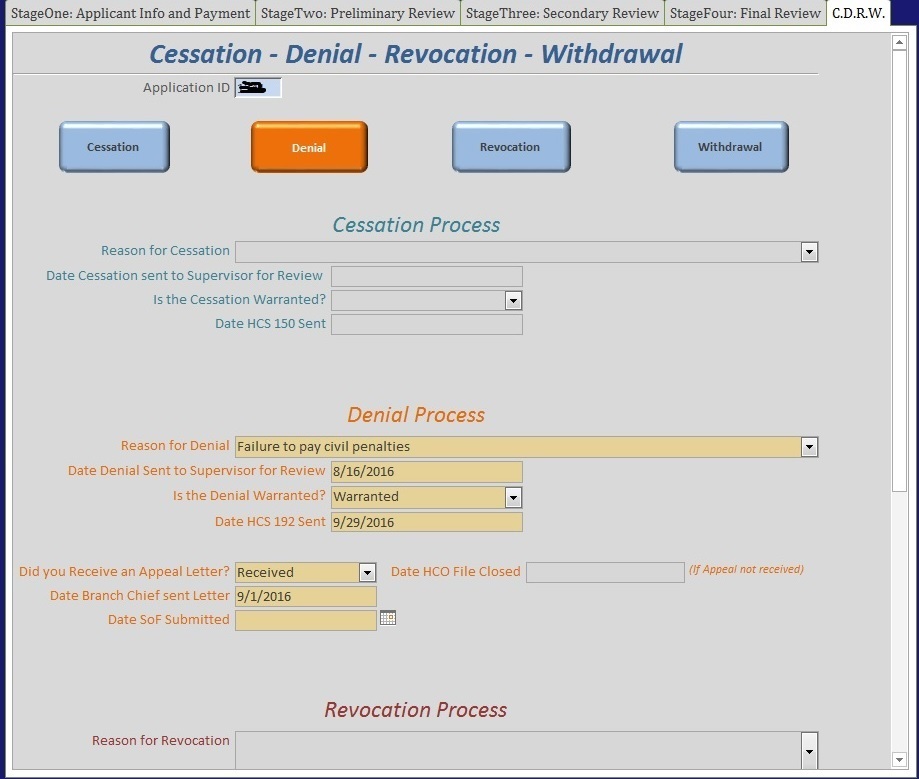 StageOne: Applicant Info and Payment StageTwo: Preliminary Review StageThree: Secondary Review StageFour: Final Review C.D.R.W.
Cessation - Denial - Revocation - Withdrawal
Application ID
Cessation Denial Revocation Withdrawal
Cessation Process
Reason for Cessation
Date Cessation sent to Supervisor for Review
Is the Cessation Warranted?
Date HCS 150 Sent
Denial Process
Reason for Denial Failure to pay civil penalties
Date Denial Sent to Supervisor for Review 8/16/2016
Is the Denial Warranted? Warranted
Date HCS 192 Sent 9/29/2016
Did you Receive an Appeal Letter? Received Date HCO File Closed (If Appeal not received)
Date Branch Chief sent Letter 9/1/2016
Date SoF Submitted
Revocation Process
Reason for Revocation